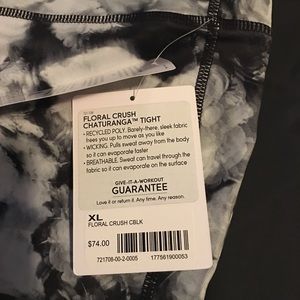 FLORAL CRUSH
CHATURANGA™ TIGHT
• RECYCLED POLY. Barely-there, sleek fabric
frees you up to move as you like
• WICKING. Pulls sweat away from the body
so it can evaporate faster
• BREATHABLE. Sweat can travel through the
fabric so it can evaporate on the surface
GIVE-IT-A-WORKOUT
GUARANTEE
Love it or return it. Any time. Any reason.
XL
FLORAL CRUSH CBLK
$74.00
721708-00-2-0005
177561900053